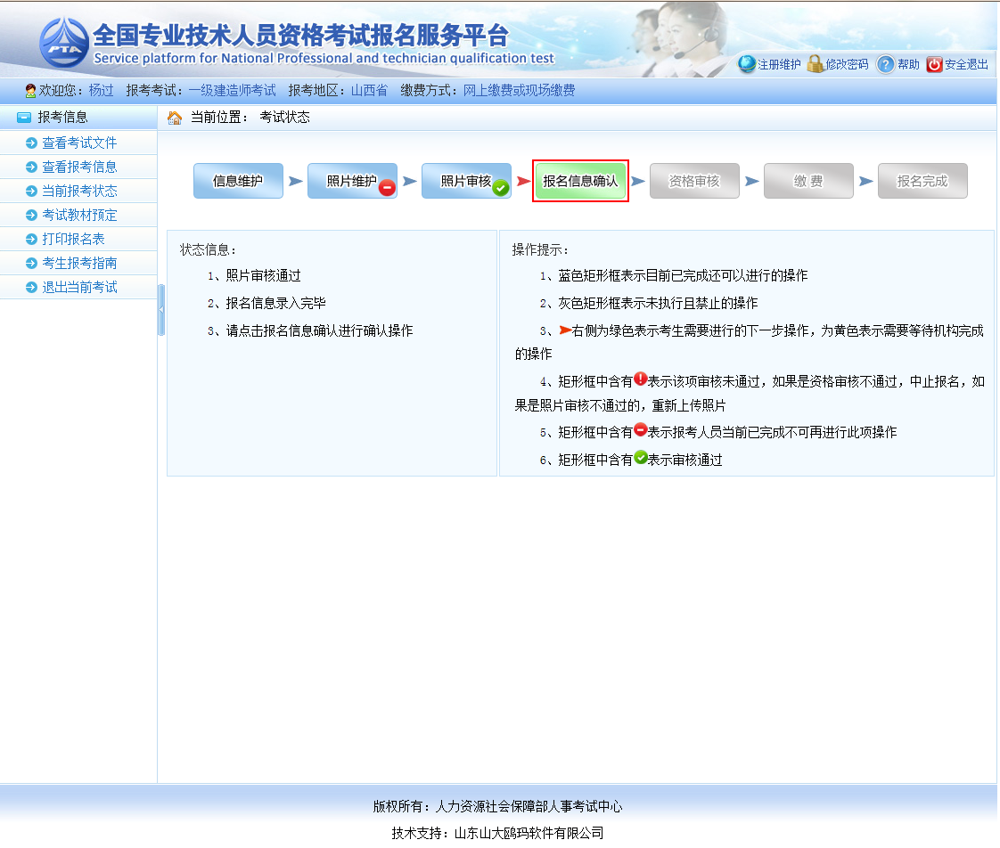 全国专业技术人员资格考试报名服务平台
Service platform for National Professional and technician qualification test
注册维护 修改密码 帮助 安全退出
欢迎您：杨过 报考考试：一级建造师考试 报考地区：山西省 缴费方式：网上缴费或现场缴费
报考信息
查看考试文件
查看报考信息
当前报考状态
考试教材预定
打印报名表
考生报考指南
退出当前考试
当前位置： 考试状态
信息维护 照片维护 照片审核 报名信息确认 资格审核 缴 费 报名完成
状态信息：
1、照片审核通过
2、报名信息录入完毕
3、请点击报名信息确认进行确认操作
操作提示：
1、蓝色矩形框表示目前已完成还可以进行的操作
2、灰色矩形框表示未执行且禁止的操作
3、右侧为绿色表示考生需要进行的下一步操作，为黄色表示需要等待机构完成
的操作
4、矩形框中含有表示该项审核未通过，如果是资格审核不通过，中止报名，如
果是照片审核不通过的，重新上传照片
5、矩形框中含有表示报考人员当前已完成不可再进行此项操作
6、矩形框中含有表示审核通过
版权所有：人力资源社会保障部人事考试中心
技术支持：山东山大鸥玛软件有限公司